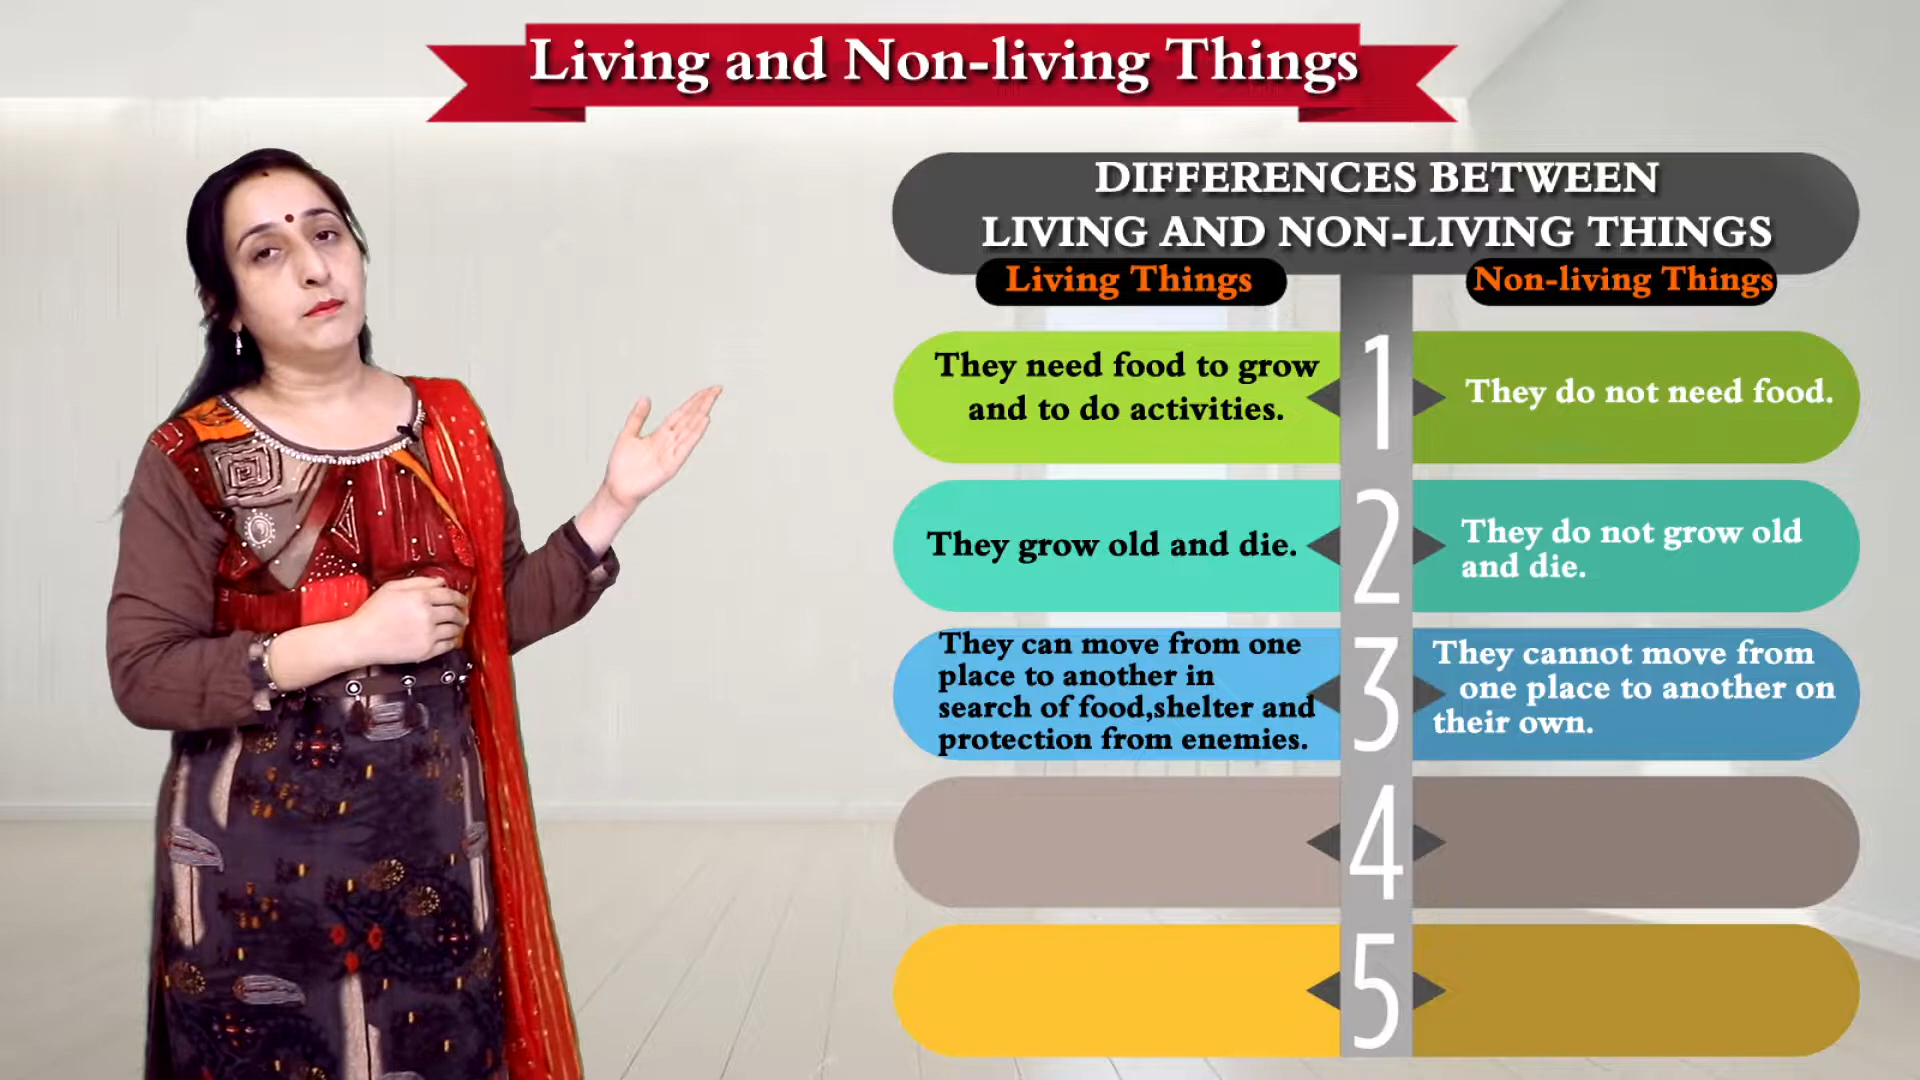 Living and Non-living Things
DIFFERENCES BETWEEN
LIVING AND NON-LIVING THINGS
Living Things
Non-living Things
They need food to grow
and to do activities.
1
They do not need food.
They grow old and die.
2
They do not grow old
and die.
They can move from one
place to another in
search of food,shelter and
protection from enemies.
3
They cannot move from
one place to another on
their own.
4
5